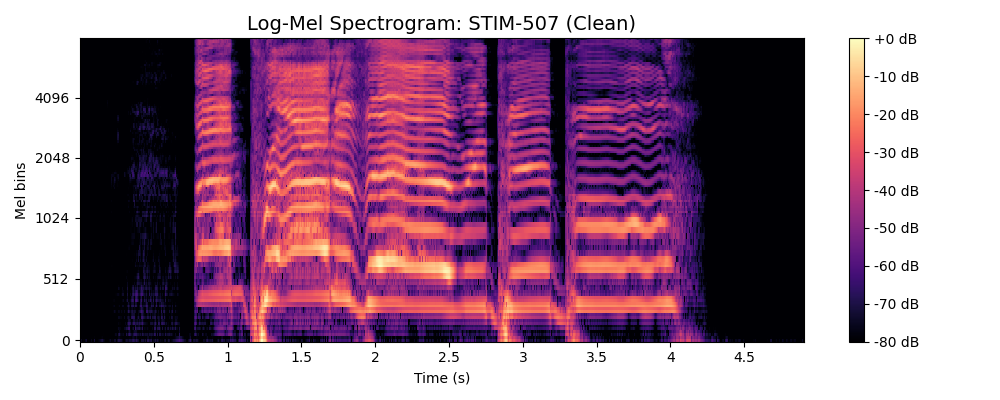 Log-Mel Spectrogram: STIM-507 (Clean)
Mel bins
4096
2048
1024
512
0
0 0.5 1 1.5 2 2.5 3 3.5 4 4.5
Time (s)
+0 dB
-10 dB
-20 dB
-30 dB
-40 dB
-50 dB
-60 dB
-70 dB
-80 dB